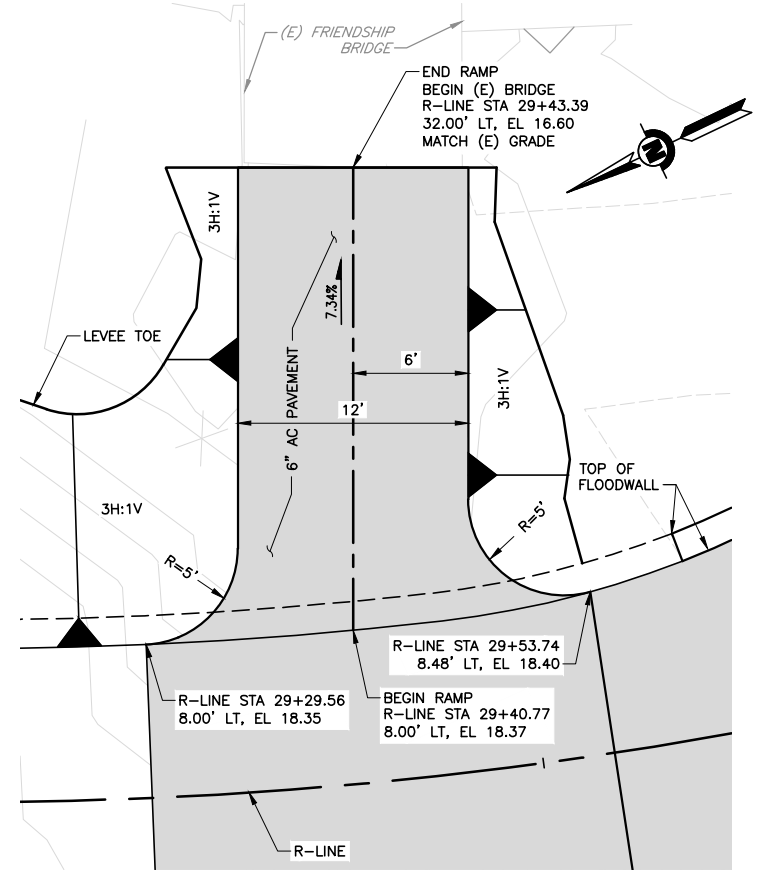 (E) FRIENDSHIP
BRIDGE
END RAMP
BEGIN (E) BRIDGE
R-LINE STA 29+43.39
32.00' LT, EL 16.60
MATCH (E) GRADE
N
3H:1V
7.34%
LEVEE TOE
6'
6" AC PAVEMENT
3H:1V
12'
TOP OF
FLOODWALL
3H:1V
R=5'
R=5'
R-LINE STA 29+53.74
8.48' LT, EL 18.40
R-LINE STA 29+29.56
8.00' LT, EL 18.35
BEGIN RAMP
R-LINE STA 29+40.77
8.00' LT, EL 18.37
R-LINE